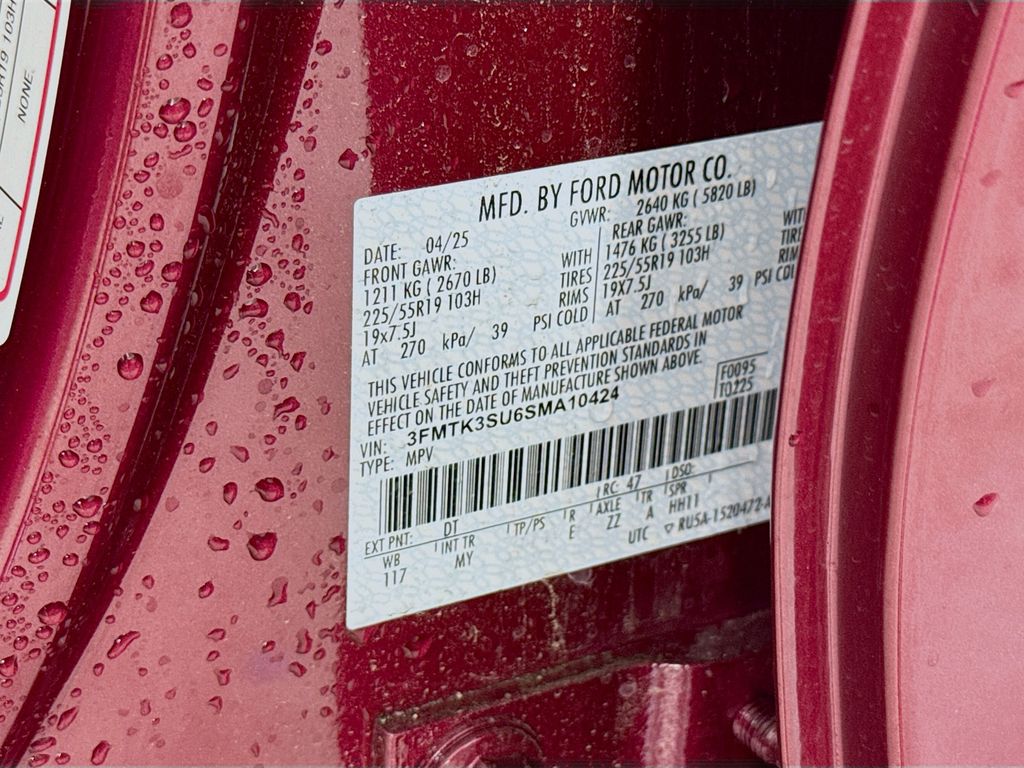 R19 103H
NONE.
MFD. BY FORD MOTOR CO.
DATE: 04/25 GVWR: 2640 KG ( 5820 LB)
FRONT GAWR: WITH REAR GAWR:
1211 KG ( 2670 LB) TIRES 1476 KG ( 3255 LB)
225/55R19 103H RIMS 225/55R19 103H
19x7.5J PSI COLD 19X7.5J PSI
AT 270 kPa/ 39 AT 270 kPa/ 39
THIS VEHICLE CONFORMS TO ALL APPLICABLE FEDERAL MOTOR
VEHICLE SAFETY AND THEFT PREVENTION STANDARDS IN
EFFECT ON THE DATE OF MANUFACTURE SHOWN ABOVE.
F0095
T0225
VIN: 3FMTK3SU6SMA10424
TYPE: MPV
EXT PNT: DT RC: 47 DSO:
WB INT TR TP/PS R AXLE TR SPR
117 MY E ZZ A HH11
UTC ▽ RU5A-1520472-A